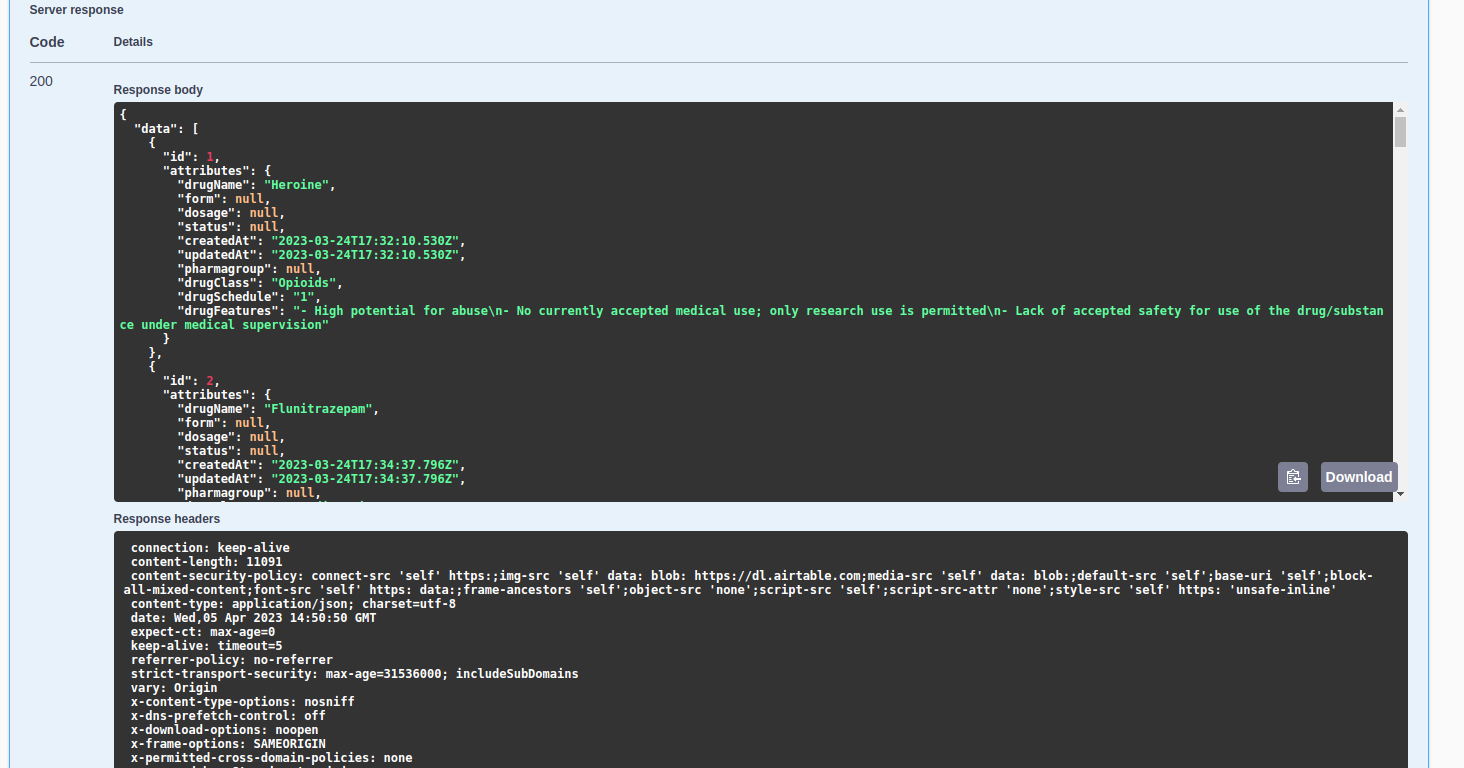 Server response
Code Details
200
Response body
{
"data": [
{
"id": 1,
"attributes": {
"drugName": "Heroine",
"form": null,
"dosage": null,
"status": null,
"createdAt": "2023-03-24T17:32:10.530Z",
"updatedAt": "2023-03-24T17:32:10.530Z",
"pharmagroup": null,
"drugClass": "Opioids",
"drugSchedule": "1",
"drugFeatures": "- High potential for abuse\n- No currently accepted medical use; only research use is permitted\n- Lack of accepted safety for use of the drug/substan
ce under medical supervision"
}
},
{
"id": 2,
"attributes": {
"drugName": "Flunitrazepam",
"form": null,
"dosage": null,
"status": null,
"createdAt": "2023-03-24T17:34:37.796Z",
"updatedAt": "2023-03-24T17:34:37.796Z",
"pharmagroup": null,
Download
Response headers
connection: keep-alive
content-length: 11091
content-security-policy: connect-src 'self' https:;img-src 'self' data: blob: https://dl.airtable.com;media-src 'self' data: blob:;default-src 'self';base-uri 'self';block-
all-mixed-content;font-src 'self' https: data:;frame-ancestors 'self';object-src 'none';script-src 'self';script-src-attr 'none';style-src 'self' https: 'unsafe-inline'
content-type: application/json; charset=utf-8
date: Wed,05 Apr 2023 14:50:50 GMT
expect-ct: max-age=0
keep-alive: timeout=5
referrer-policy: no-referrer
strict-transport-security: max-age=31536000; includeSubDomains
vary: Origin
x-content-type-options: nosniff
x-dns-prefetch-control: off
x-download-options: noopen
x-frame-options: SAMEORIGIN
x-permitted-cross-domain-policies: none